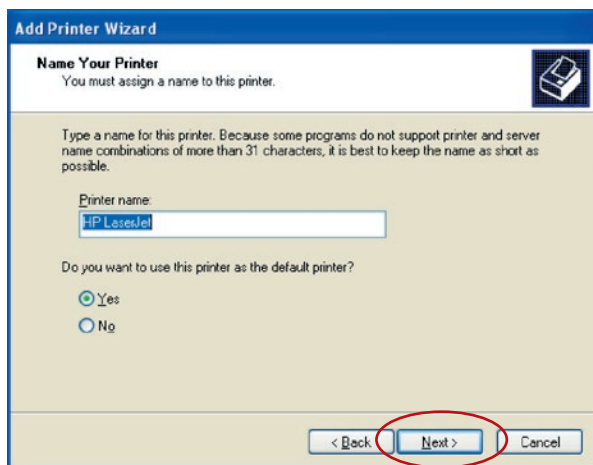 Add Printer Wizard
Name Your Printer
You must assign a name to this printer.
Type a name for this printer. Because some programs do not support printer and server
name combinations of more than 31 characters, it is best to keep the name as short as
possible.
Printer name:
HP LaserJet
Do you want to use this printer as the default printer?
Yes
No
< Back Next > Cancel